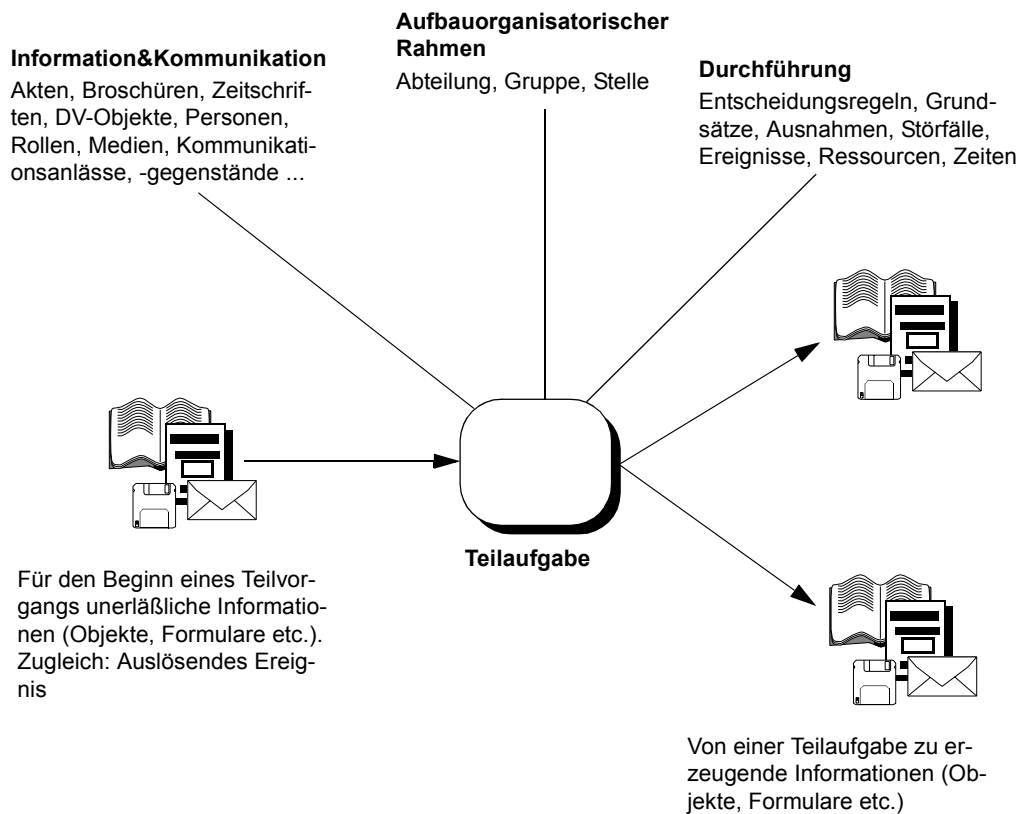 Information&Kommunikation
Akten, Broschüren, Zeitschrif-
ten, DV-Objekte, Personen,
Rollen, Medien, Kommunikati-
onsanlässe, -gegenstände ...
Aufbauorganisatorischer
Rahmen
Abteilung, Gruppe, Stelle
Durchführung
Entscheidungsregeln, Grund-
sätze, Ausnahmen, Störfälle,
Ereignisse, Ressourcen, Zeiten
Teilaufgabe
Für den Beginn eines Teilvor-
gangs unerläßliche Informatio-
nen (Objekte, Formulare etc.).
Zugleich: Auslösendes Ereig-
nis
Von einer Teilaufgabe zu er-
zeugende Informationen (Ob-
jekte, Formulare etc.)